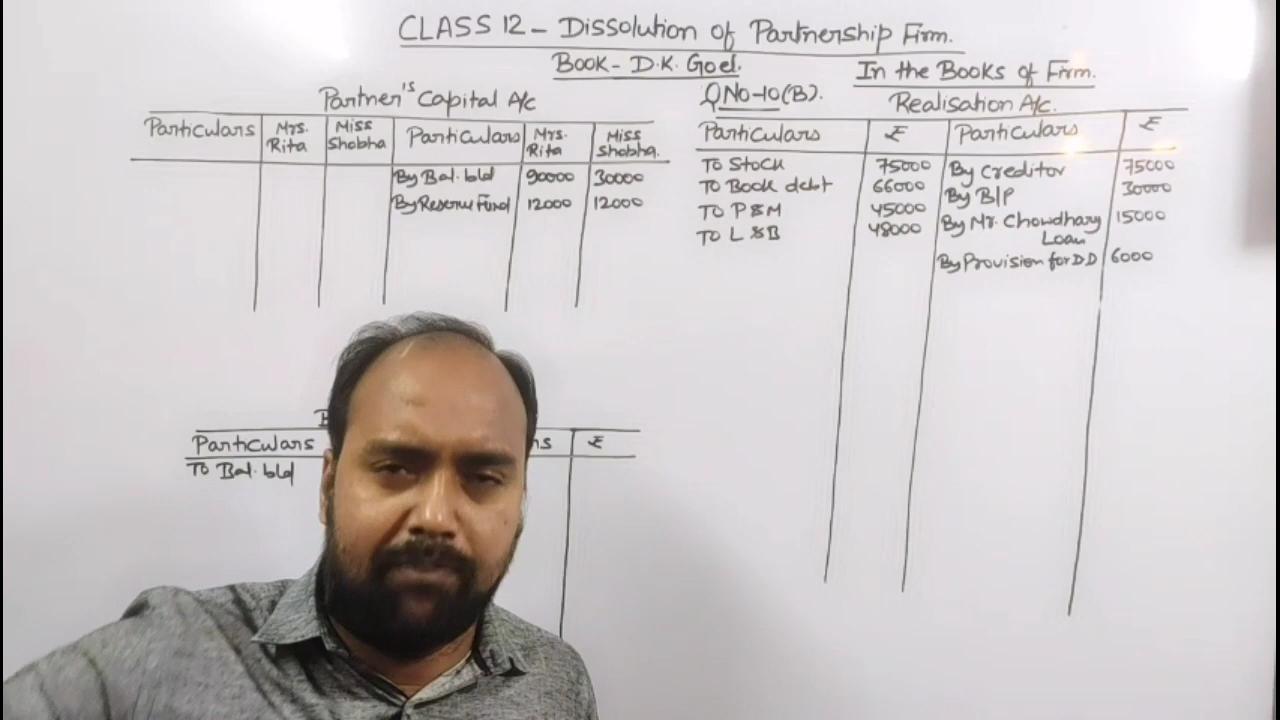 CLASS 12 - Dissolution of Partnership Firm.
Book - D.K. Goel.
Partner's Capital A/c
Particulars Mrs. Rita Miss Shobha Particulars Mrs. Rita Miss Shobha.
By Bal. b/d 90000 30000
By Reserve Fund 12000 12000
Particulars ₹
To Bal. b/d
QNo-10(B).
In the Books of Firm.
Realisation A/c.
Particulars ₹ Particulars ₹
To Stock 75000 By Creditor 75000
To Book debt 66000 By B/P 30000
To P&M 45000 By Mr. Chowdhary 15000
To L&B 48000 Loan
By Provision for DD 6000